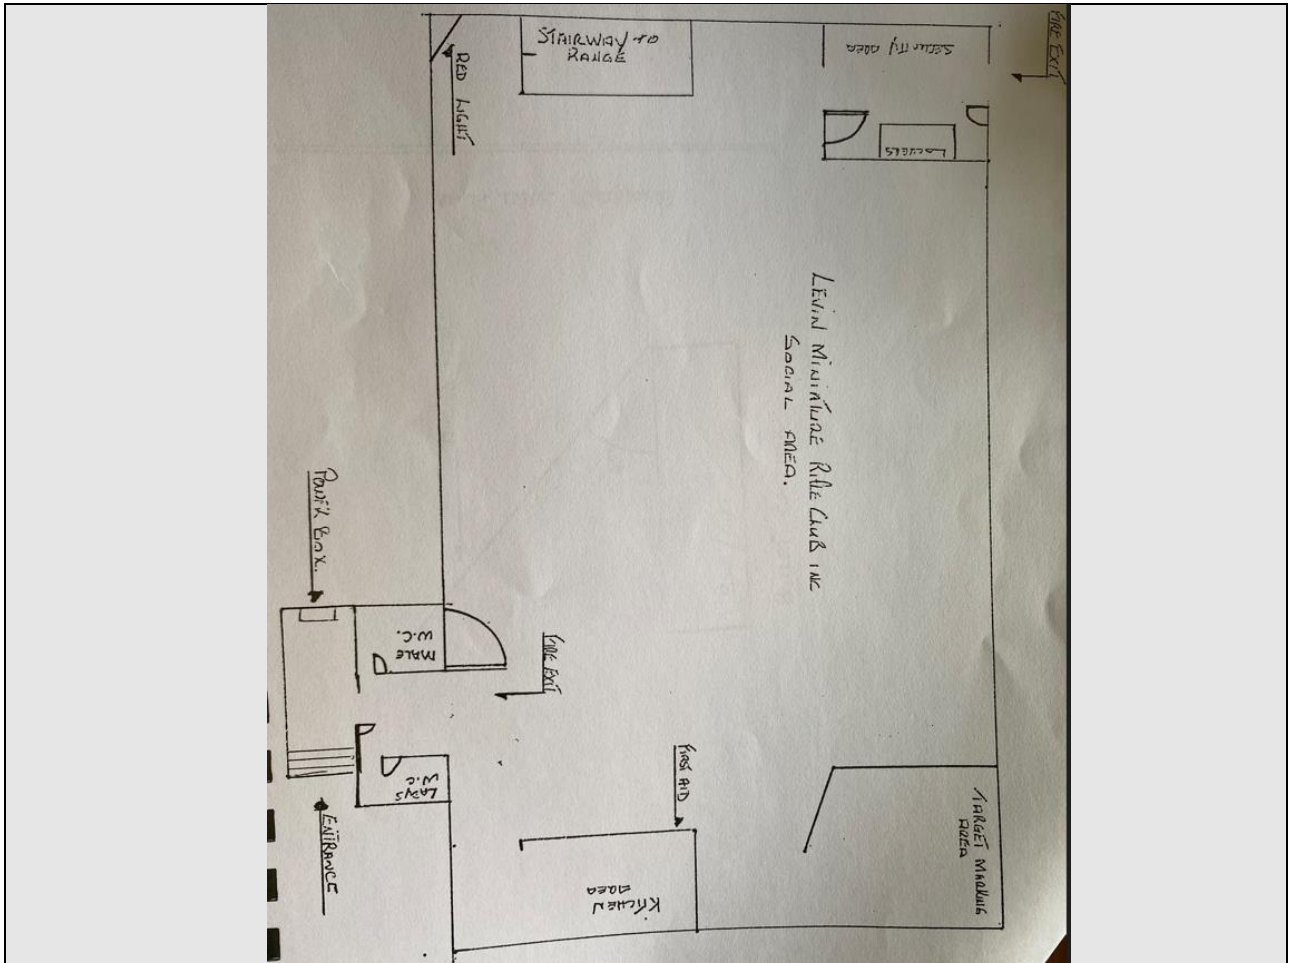 STAIRWAY TO
RANGE
SECURITY AREA
FIRE EXIT
RED LIGHT
LOCKERS
LEVIN MINIATURE RIFLE CLUB INC
SOCIAL AREA.
POWER BOX.
MALE
W.C.
FIRE EXIT
LADYS
W.C
FIRST AID
ENTRANCE
KITCHEN
AREA
TARGET MARKING
AREA